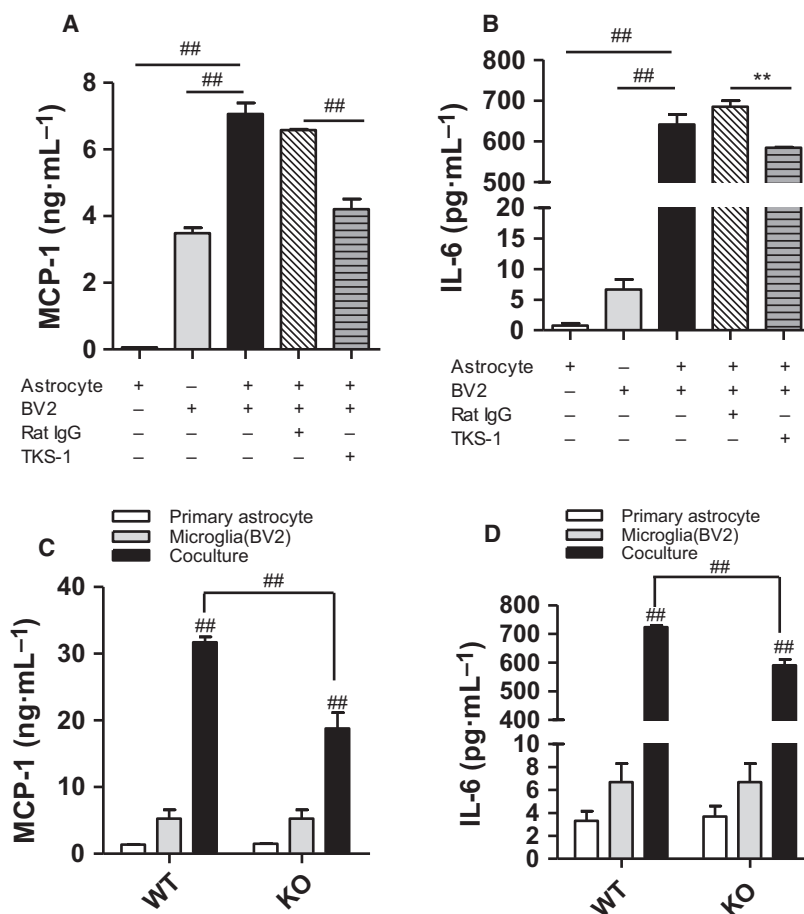 A
##
##
##
8
6
4
2
0
MCP-1 (ng·mL−1)
Astrocyte + − + + +
BV2 − + + + +
Rat IgG − − − + −
TKS-1 − − − − +
B
##
##
**
800
700
600
500
20
15
10
5
0
IL-6 (pg·mL−1)
Astrocyte + − + + +
BV2 − + + + +
Rat IgG − − − + −
TKS-1 − − − − +
C
Primary astrocyte
Microglia(BV2)
Coculture
##
##
##
40
30
20
10
0
MCP-1 (ng·mL−1)
WT KO
D
Primary astrocyte
Microglia(BV2)
Coculture
##
##
##
800
700
600
500
400
8
6
4
2
0
IL-6 (pg·mL−1)
WT KO